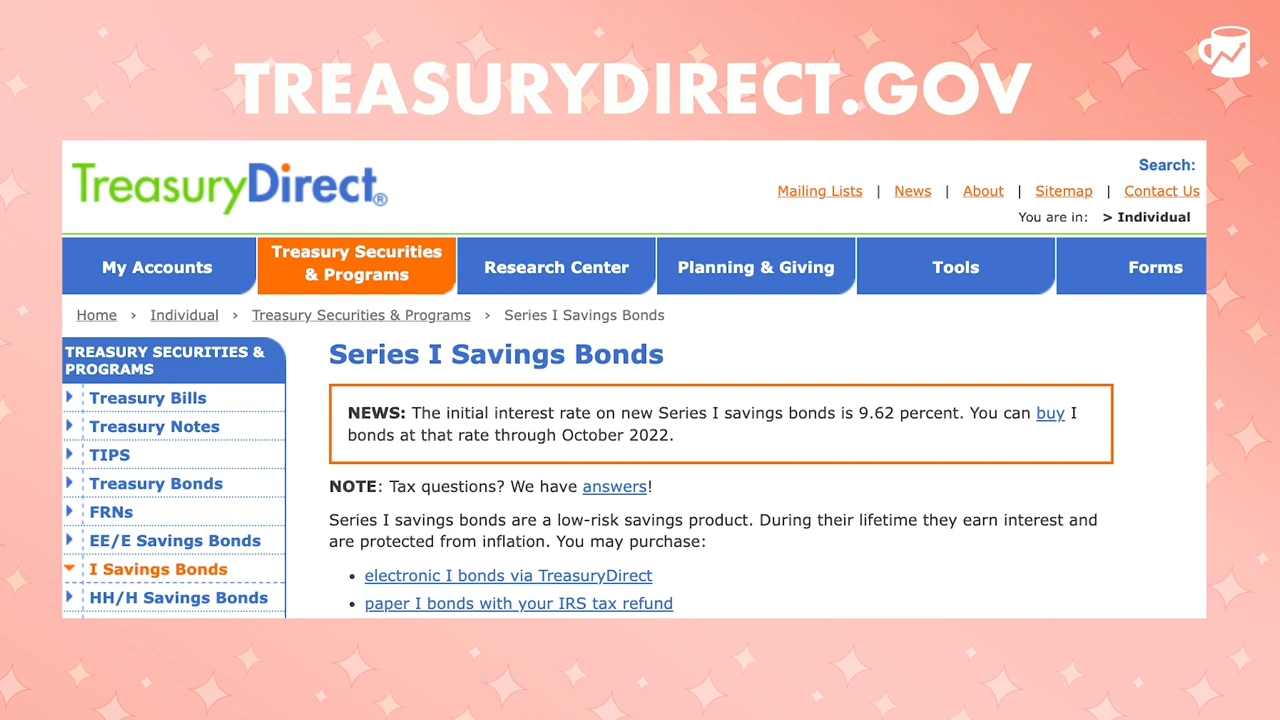 TREASURYDIRECT.GOV
TreasuryDirect®
Search:
Mailing Lists | News | About | Sitemap | Contact Us
You are in: > Individual
My Accounts
Treasury Securities
& Programs
Research Center
Planning & Giving
Tools
Forms
Home › Individual › Treasury Securities & Programs › Series I Savings Bonds
TREASURY SECURITIES &
PROGRAMS
Treasury Bills
Treasury Notes
TIPS
Treasury Bonds
FRNs
EE/E Savings Bonds
I Savings Bonds
HH/H Savings Bonds
Series I Savings Bonds
NEWS: The initial interest rate on new Series I savings bonds is 9.62 percent. You can buy I
bonds at that rate through October 2022.
NOTE: Tax questions? We have answers!
Series I savings bonds are a low-risk savings product. During their lifetime they earn interest and
are protected from inflation. You may purchase:
• electronic I bonds via TreasuryDirect
• paper I bonds with your IRS tax refund